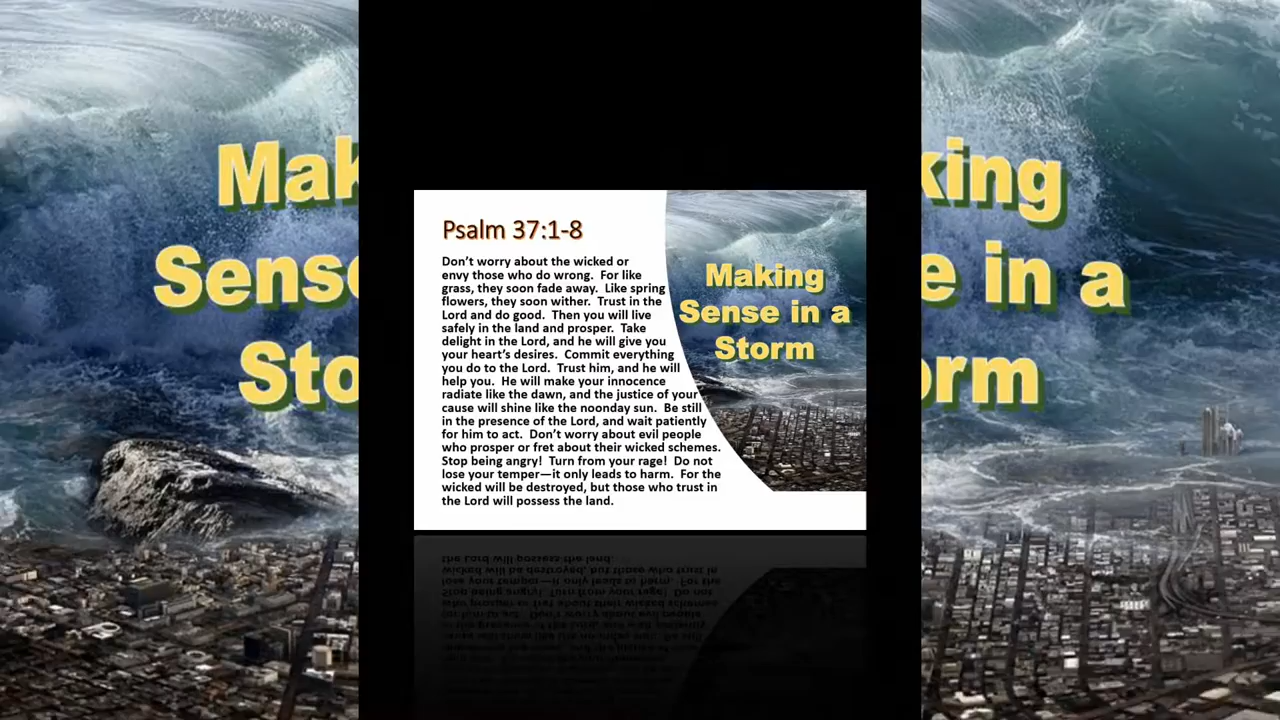 Psalm 37:1-8
Don't worry about the wicked or
envy those who do wrong.  For like
grass, they soon fade away.  Like spring
flowers, they soon wither.  Trust in the
Lord and do good.  Then you will live
safely in the land and prosper.  Take
delight in the Lord, and he will give you
your heart's desires.  Commit everything
you do to the Lord.  Trust him, and he will
help you.  He will make your innocence
radiate like the dawn, and the justice of your
cause will shine like the noonday sun.  Be still
in the presence of the Lord, and wait patiently
for him to act.  Don't worry about evil people
who prosper or fret about their wicked schemes.
Stop being angry!  Turn from your rage!  Do not
lose your temper—it only leads to harm.  For the
wicked will be destroyed, but those who trust in
the Lord will possess the land.
Making
Sense in a
Storm
Mak
Sense
Sto
king
e in a
orm